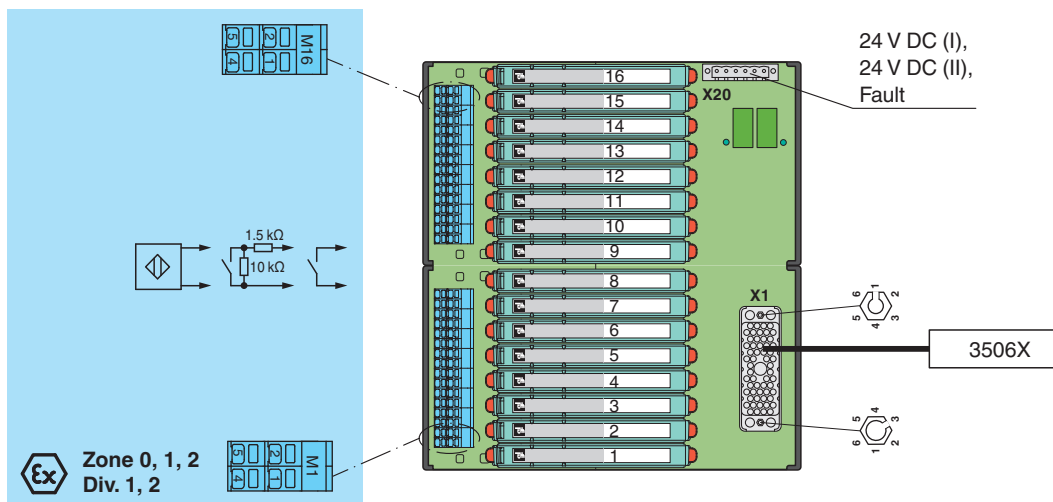 5 2 M16
4 1
24 V DC (I),
24 V DC (II),
Fault
X20
16
15
14
13
12
11
10
9
8
7
6
5
4
3
2
1
1.5 kΩ
10 kΩ
X1
6 1 2
5 4 3
3506X
5 4 3
6 1 2
5 2 M1
4 1
Ex
Zone 0, 1, 2
Div. 1, 2